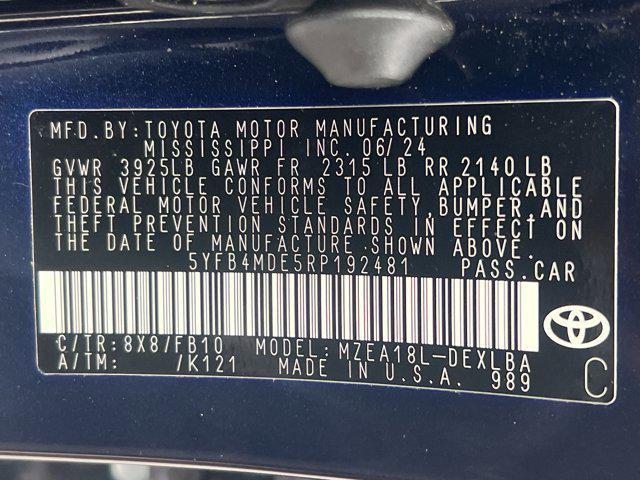 MFD. BY: TOYOTA MOTOR MANUFACTURING
MISSISSIPPI INC. 06/24
GVWR 3925LB GAWR FR 2315 LB RR 2140 LB
THIS VEHICLE CONFORMS TO ALL APPLICABLE
FEDERAL MOTOR VEHICLE SAFETY, BUMPER, AND
THEFT PREVENTION STANDARDS IN EFFECT ON
THE DATE OF MANUFACTURE SHOWN ABOVE.
5YFB4MDE5RP192481 PASS. CAR
C/TR: 8X8/FB10 MODEL: MZEA18L-DEXLBA
A/TM: /K121 MADE IN U.S.A. 989
C